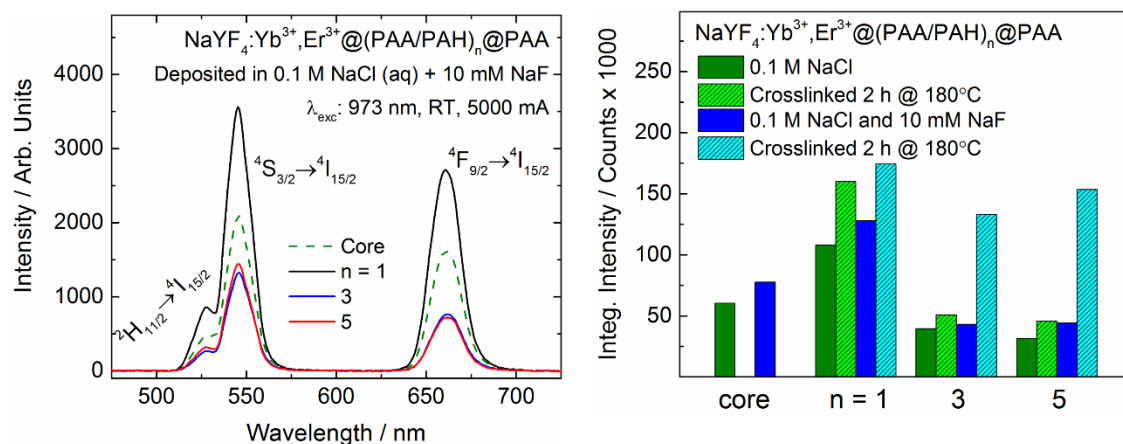 NaYF₄:Yb³⁺,Er³⁺@(PAA/PAH)ₙ@PAA
Deposited in 0.1 M NaCl (aq) + 10 mM NaF
λexc: 973 nm, RT, 5000 mA
⁴S₃/₂→⁴I₁₅/₂
⁴F₉/₂→⁴I₁₅/₂
²H₁₁/₂→⁴I₁₅/₂
Core
n = 1
3
5
Intensity / Arb. Units
4000
3000
2000
1000
0
500
550
600
650
700
Wavelength / nm
NaYF₄:Yb³⁺,Er³⁺@(PAA/PAH)ₙ@PAA
0.1 M NaCl
Crosslinked 2 h @ 180°C
0.1 M NaCl and 10 mM NaF
Crosslinked 2 h @ 180°C
Integ. Intensity / Counts x 1000
250
200
150
100
50
core
n = 1
3
5